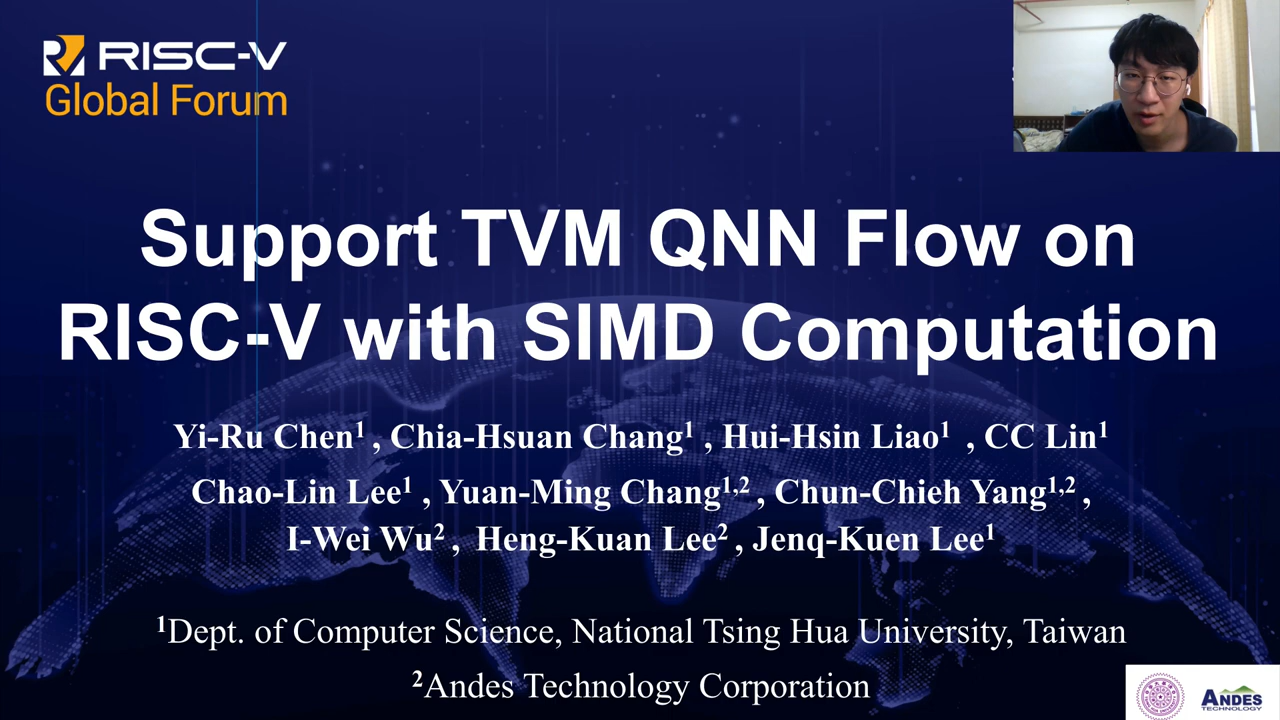 RISC-V
Global Forum
Support TVM QNN Flow on
RISC-V with SIMD Computation
Yi-Ru Chen¹ , Chia-Hsuan Chang¹ , Hui-Hsin Liao¹ , CC Lin¹
Chao-Lin Lee¹ , Yuan-Ming Chang¹,² , Chun-Chieh Yang¹,² ,
I-Wei Wu² , Heng-Kuan Lee² , Jenq-Kuen Lee¹
¹Dept. of Computer Science, National Tsing Hua University, Taiwan
²Andes Technology Corporation
ANDES
TECHNOLOGY